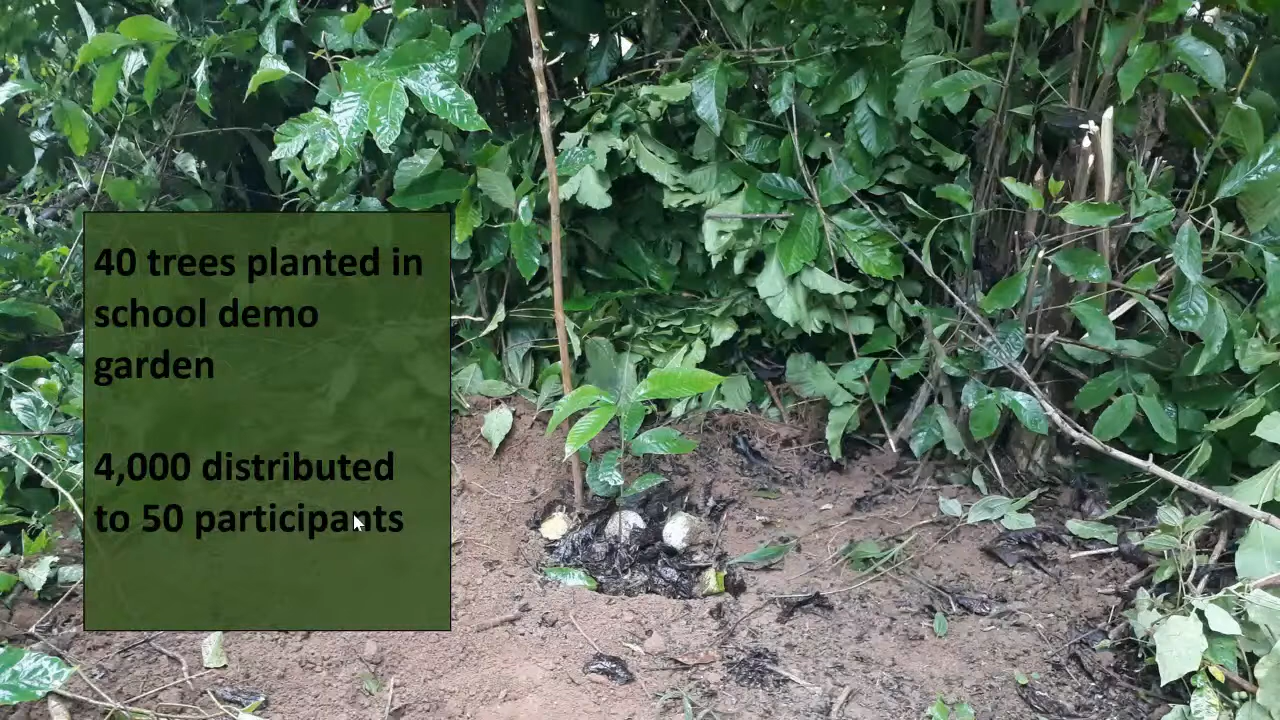 40 trees planted in
school demo
garden
4,000 distributed
to 50 participants